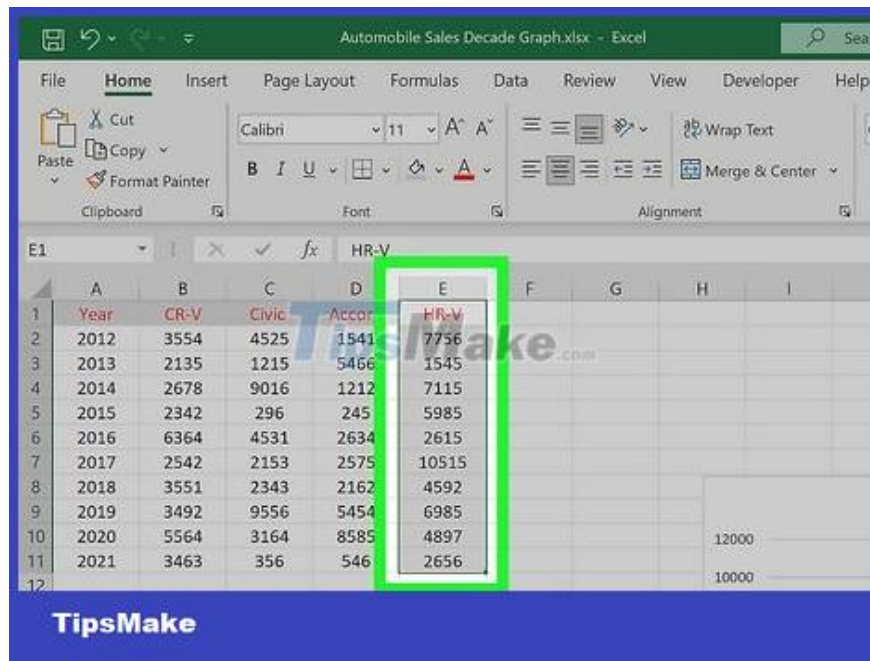 Automobile Sales Decade Graph.xlsx - Excel
Sea
File Home Insert Page Layout Formulas Data Review View Developer Help
Paste
Cut
Copy
Format Painter
Clipboard
Calibri 11
B I U
Font
Wrap Text
Merge & Center
Alignment
E1 fx HR-V
A B C D E F G H I
1 Year CR-V Civic Accor HR-V
2 2012 3554 4525 1541 7756
3 2013 2135 1215 5466 1545
4 2014 2678 9016 1212 7115
5 2015 2342 296 245 5985
6 2016 6364 4531 2634 2615
7 2017 2542 2153 2575 10515
8 2018 3551 2343 2162 4592
9 2019 3492 9556 5454 6985
10 2020 5564 3164 8585 4897
11 2021 3463 356 546 2656
12
12000
10000
TipsMake.com
TipsMake